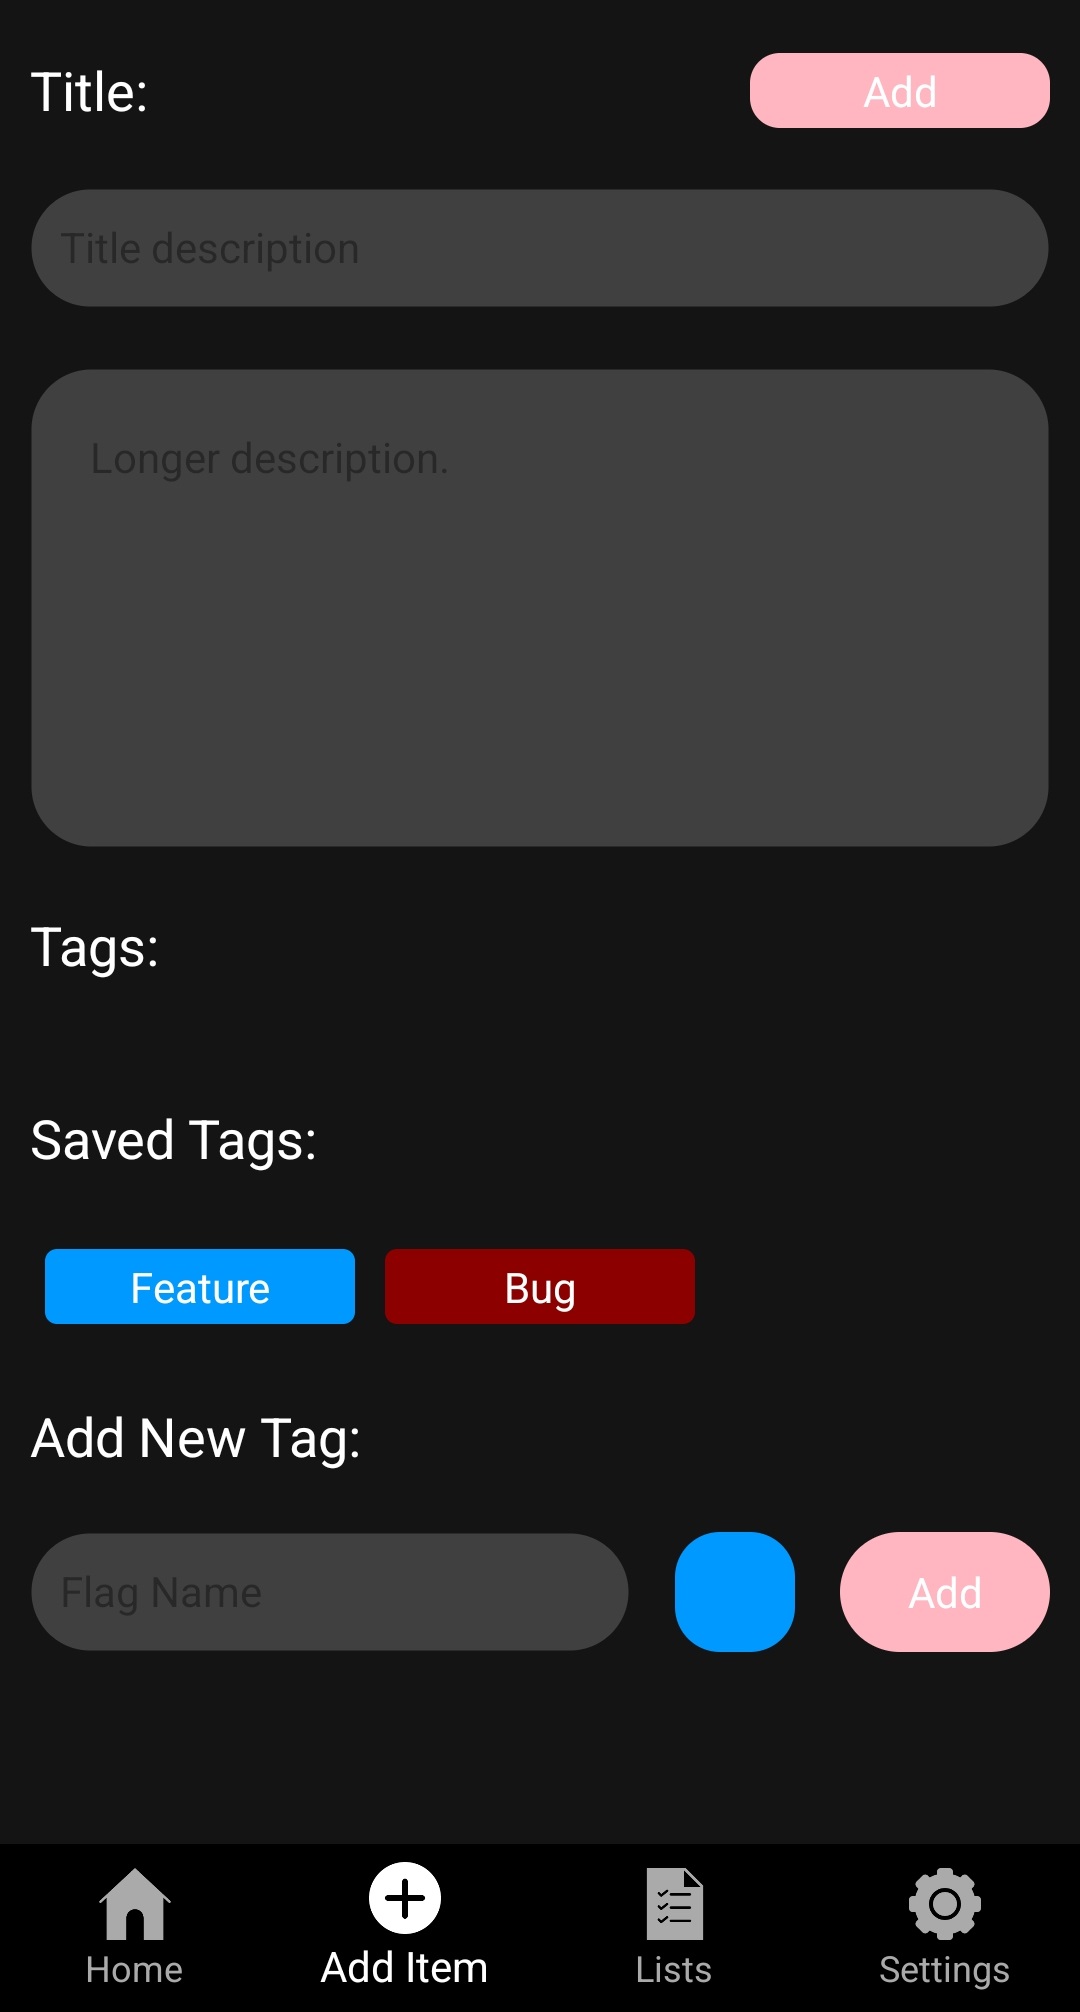 Title:
Add
Title description
Longer description.
Tags:
Saved Tags:
Feature
Bug
Add New Tag:
Flag Name
Add
Home
Add Item
Lists
Settings